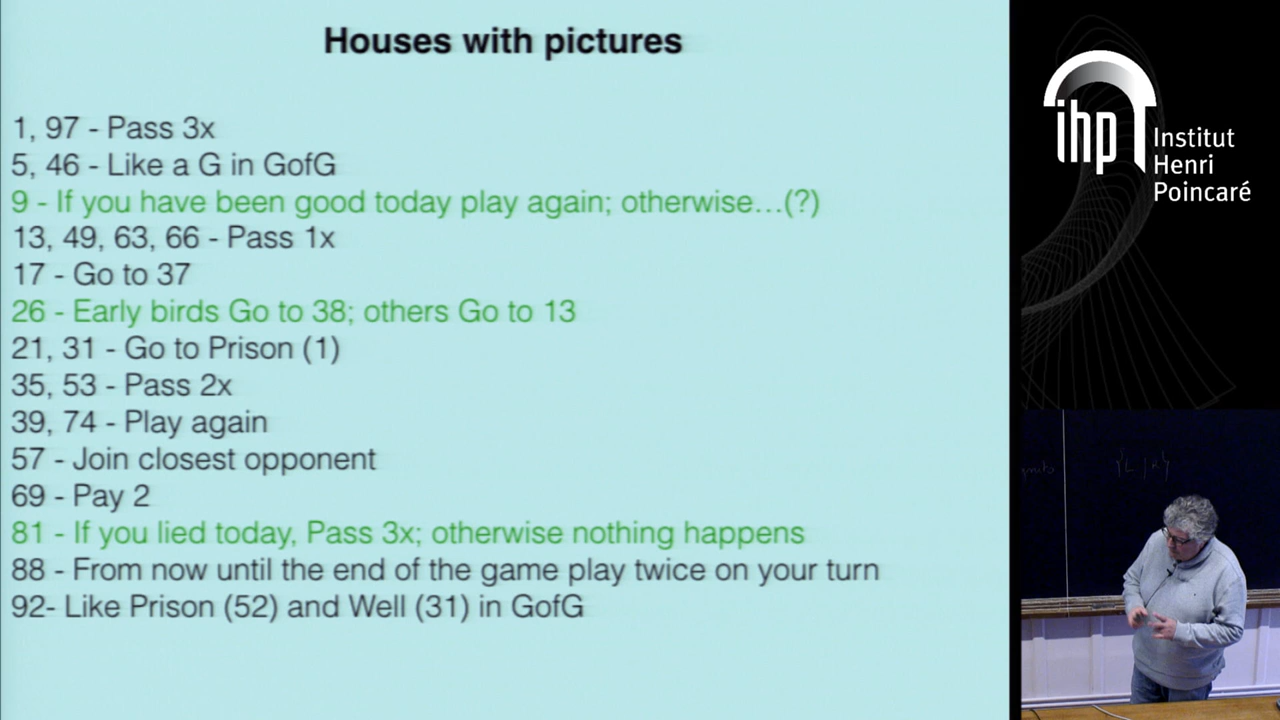 Houses with pictures
1, 97 - Pass 3x
5, 46 - Like a G in GofG
9 - If you have been good today play again; otherwise…(?)
13, 49, 63, 66 - Pass 1x
17 - Go to 37
26 - Early birds Go to 38; others Go to 13
21, 31 - Go to Prison (1)
35, 53 - Pass 2x
39, 74 - Play again
57 - Join closest opponent
69 - Pay 2
81 - If you lied today, Pass 3x; otherwise nothing happens
88 - From now until the end of the game play twice on your turn
92- Like Prison (52) and Well (31) in GofG
ihp
Institut
Henri
Poincaré